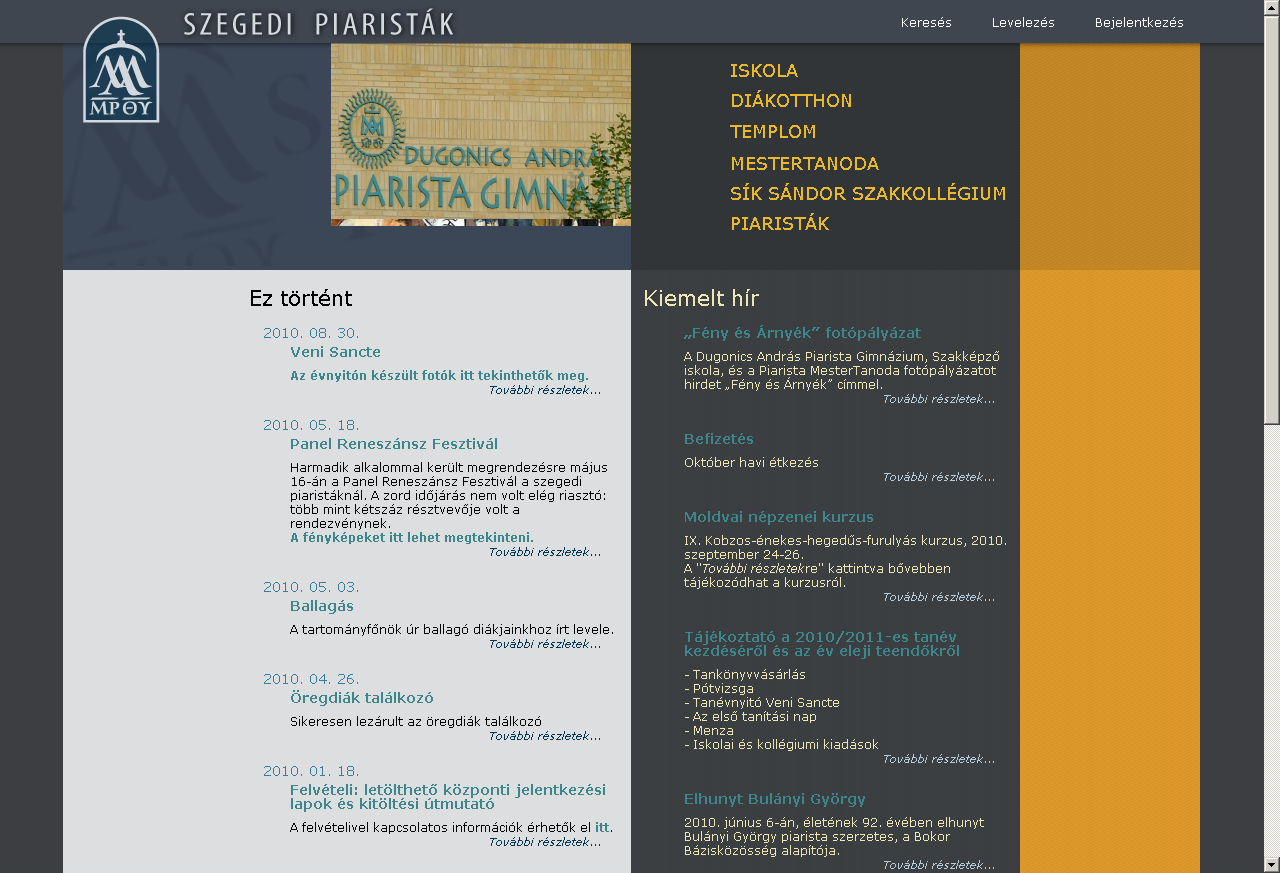 SZEGEDI PIARISTÁK
Keresés
Levelezés
Bejelentkezés
ΜΡΘΥ
DUGONICS ANDRÁS
PIARISTA
ISKOLA
DIÁKOTTHON
TEMPLOM
MESTERTANODA
SÍK SÁNDOR SZAKKOLLÉGIUM
PIARISTÁK
Ez történt
2010. 08. 30.
Veni Sancte
Az évnyitón készült fotók itt tekinthetők meg.
További részletek...
2010. 05. 18.
Panel Reneszánsz Fesztivál
Harmadik alkalommal került megrendezésre május
16-án a Panel Reneszánsz Fesztivál a szegedi
piaristáknál. A zord időjárás nem volt elég riasztó:
több mint kétszáz résztvevője volt a
rendezvénynek.
A fényképeket itt lehet megtekinteni.
További részletek...
2010. 05. 03.
Ballagás
A tartományfőnök úr ballagó diákjainkhoz írt levele.
További részletek...
2010. 04. 26.
Öregdiák találkozó
Sikeresen lezárult az öregdiák találkozó
További részletek...
2010. 01. 18.
Felvételi: letölthető központi jelentkezési
lapok és kitöltési útmutató
A felvételivel kapcsolatos információk érhetők el itt.
További részletek...
Kiemelt hír
„Fény és Árnyék” fotópályázat
A Dugonics András Piarista Gimnázium, Szakképző
iskola, és a Piarista MesterTanoda fotópályázatot
hirdet „Fény és Árnyék” címmel.
További részletek...
Befizetés
Október havi étkezés
További részletek...
Moldvai népzenei kurzus
IX. Kobzos-énekes-hegedűs-furulyás kurzus, 2010.
szeptember 24-26.
A "További részletekre" kattintva bővebben
tájékozódhat a kurzusról.
További részletek...
Tájékoztató a 2010/2011-es tanév
kezdéséről és az év eleji teendőkről
- Tankönyvvásárlás
- Pótvizsga
- Tanévnyitó Veni Sancte
- Az első tanítási nap
- Menza
- Iskolai és kollégiumi kiadások
További részletek...
Elhunyt Bulányi György
2010. június 6-án, életének 92. évében elhunyt
Bulányi György piarista szerzetes, a Bokor
Bázisközösség alapítója.
További részletek...